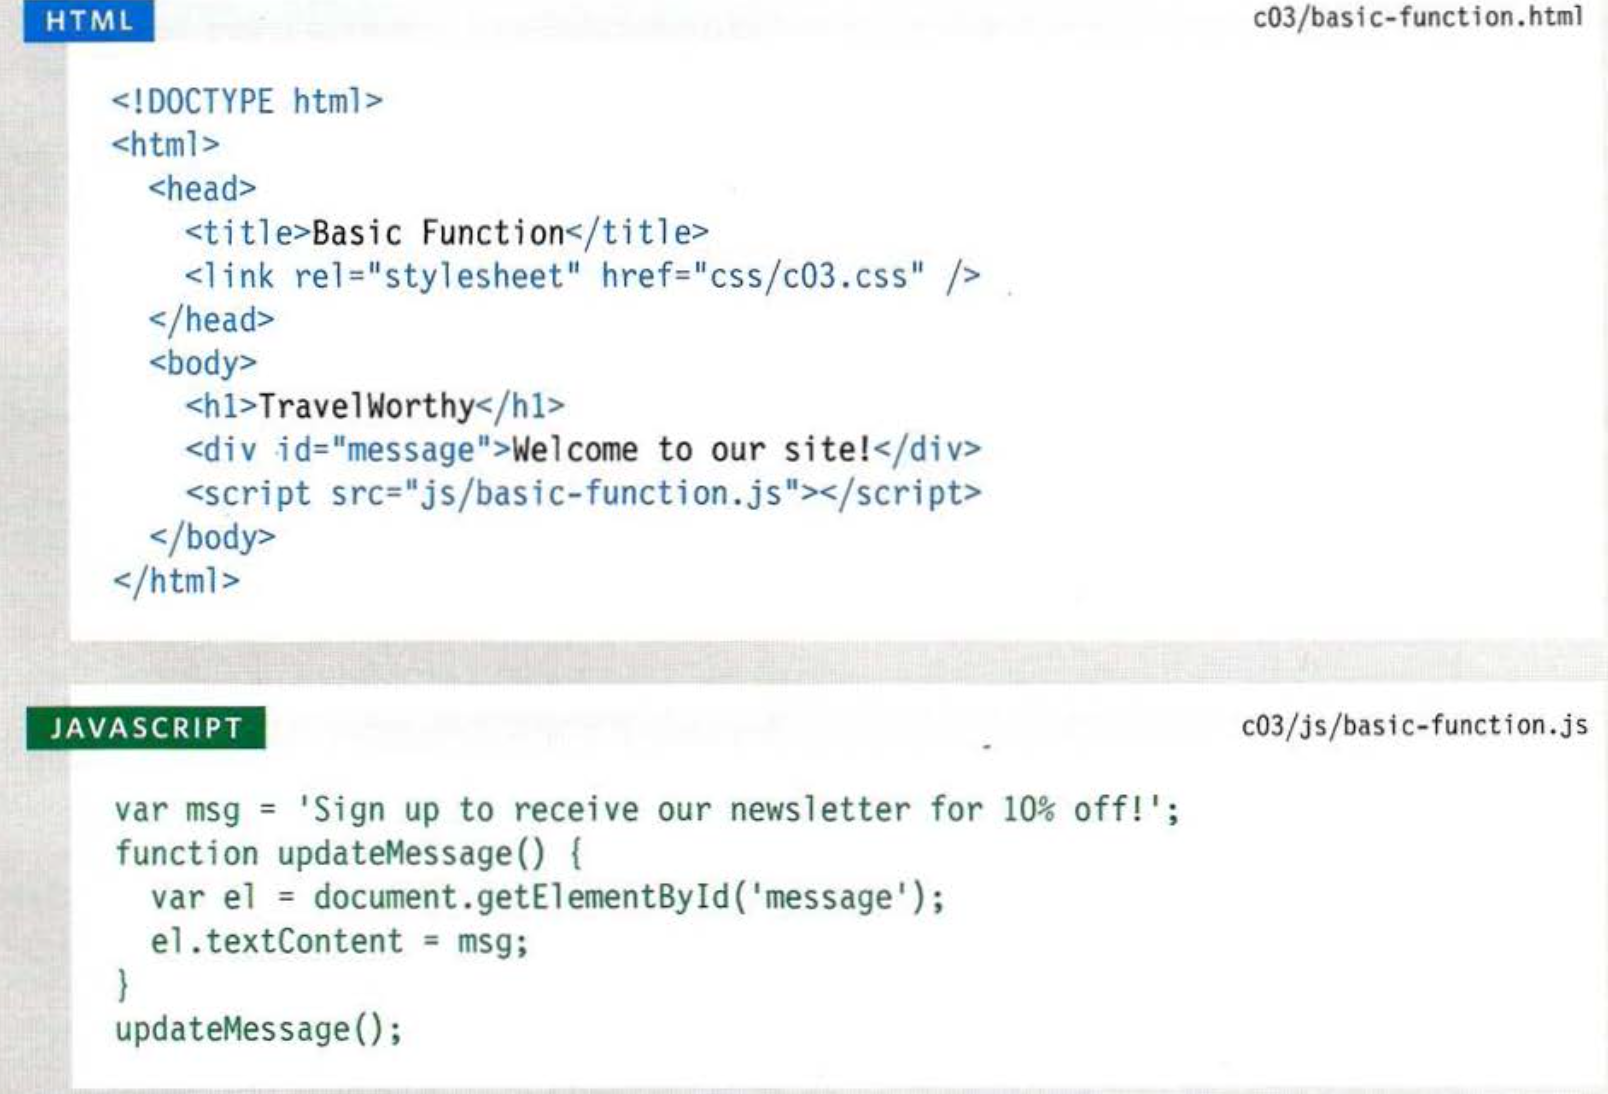 HTML
c03/basic-function.html
<!DOCTYPE html>
<html>
  <head>
    <title>Basic Function</title>
    <link rel="stylesheet" href="css/c03.css" />
  </head>
  <body>
    <h1>TravelWorthy</h1>
    <div id="message">Welcome to our site!</div>
    <script src="js/basic-function.js"></script>
  </body>
</html>
JAVASCRIPT
c03/js/basic-function.js
var msg = 'Sign up to receive our newsletter for 10% off!';
function updateMessage() {
  var el = document.getElementById('message');
  el.textContent = msg;
}
updateMessage();